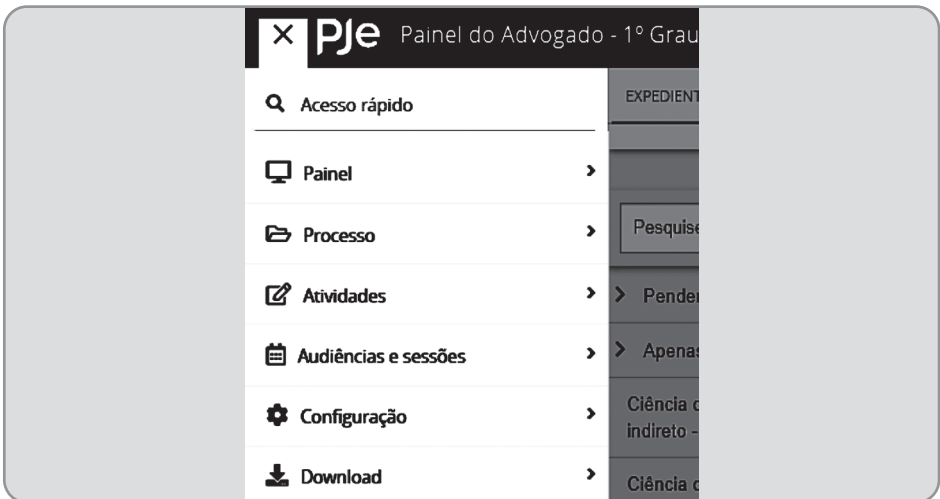 PJe Painel do Advogado - 1º Grau
Acesso rápido
EXPEDIENT
Painel
Pesquise
Processo
Atividades
Pender
Audiências e sessões
Apenas
Configuração
Ciência d
indireto -
Download
Ciência d